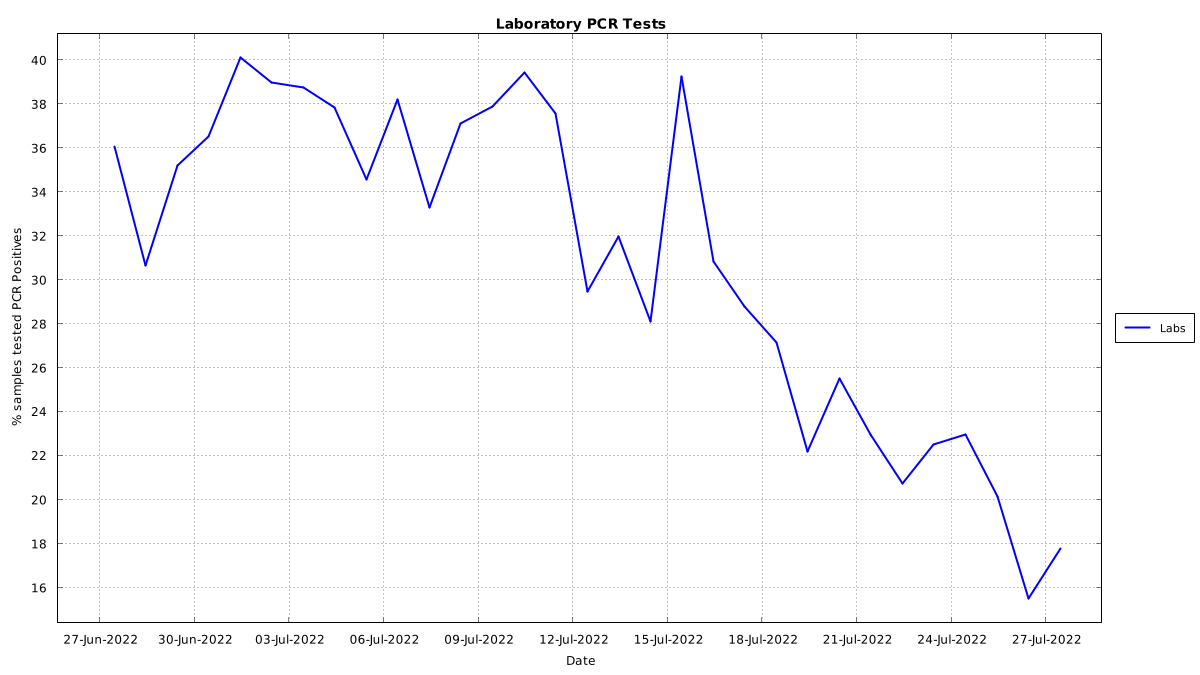 Laboratory PCR Tests
% samples tested PCR Positives
40
38
36
34
32
30
28
26
24
22
20
18
16
27-Jun-2022 30-Jun-2022 03-Jul-2022 06-Jul-2022 09-Jul-2022 12-Jul-2022 15-Jul-2022 18-Jul-2022 21-Jul-2022 24-Jul-2022 27-Jul-2022
Date
Labs